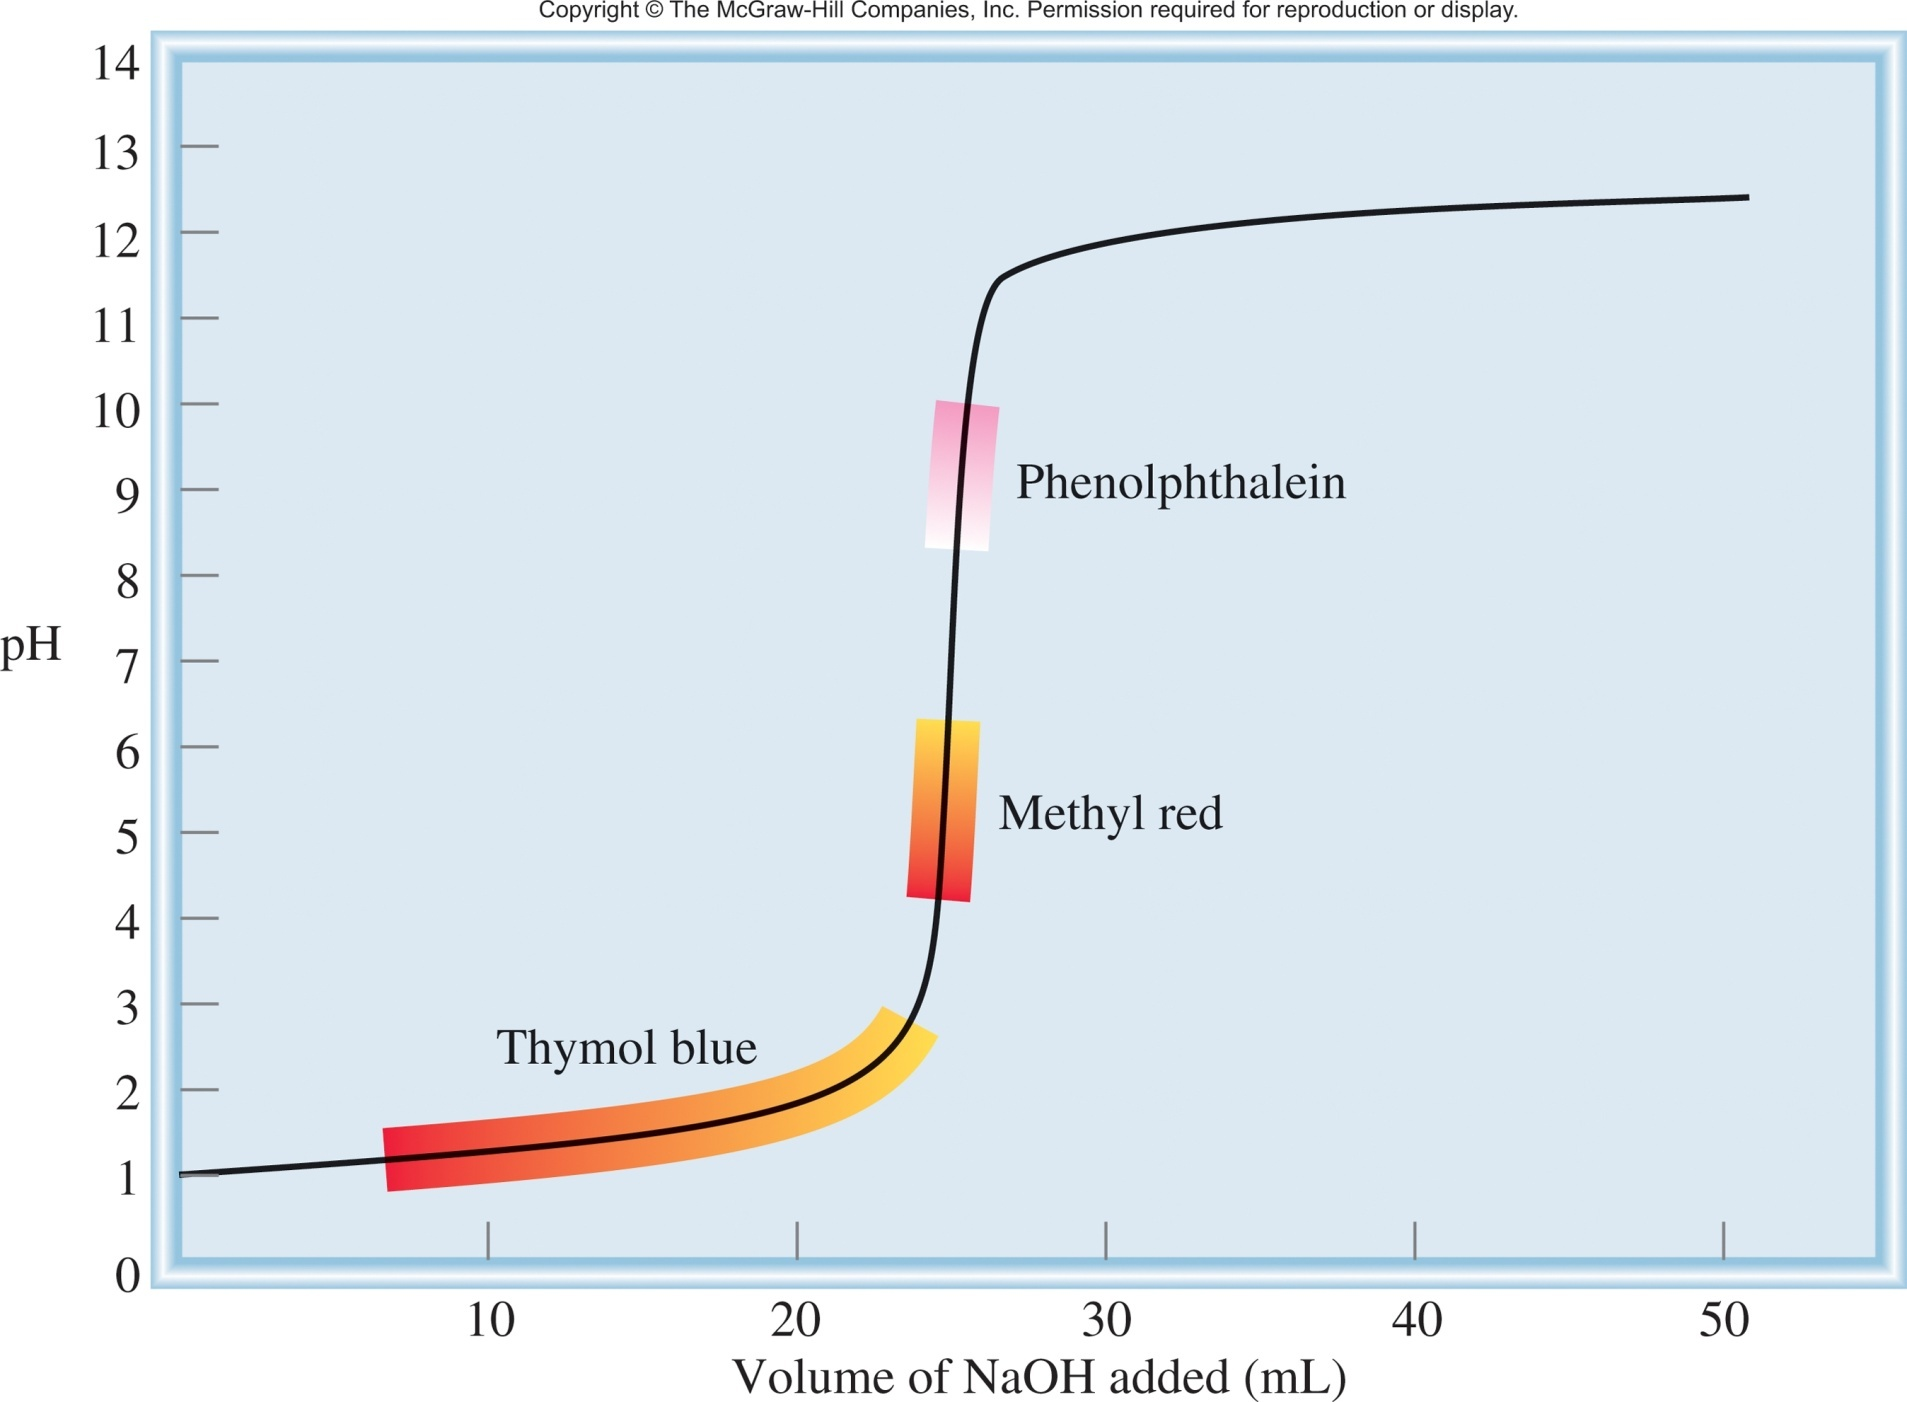 Copyright © The McGraw-Hill Companies, Inc. Permission required for reproduction or display.
14
13
12
11
10
9
8
7
6
5
4
3
2
1
0
pH
Phenolphthalein
Methyl red
Thymol blue
10 20 30 40 50
Volume of NaOH added (mL)